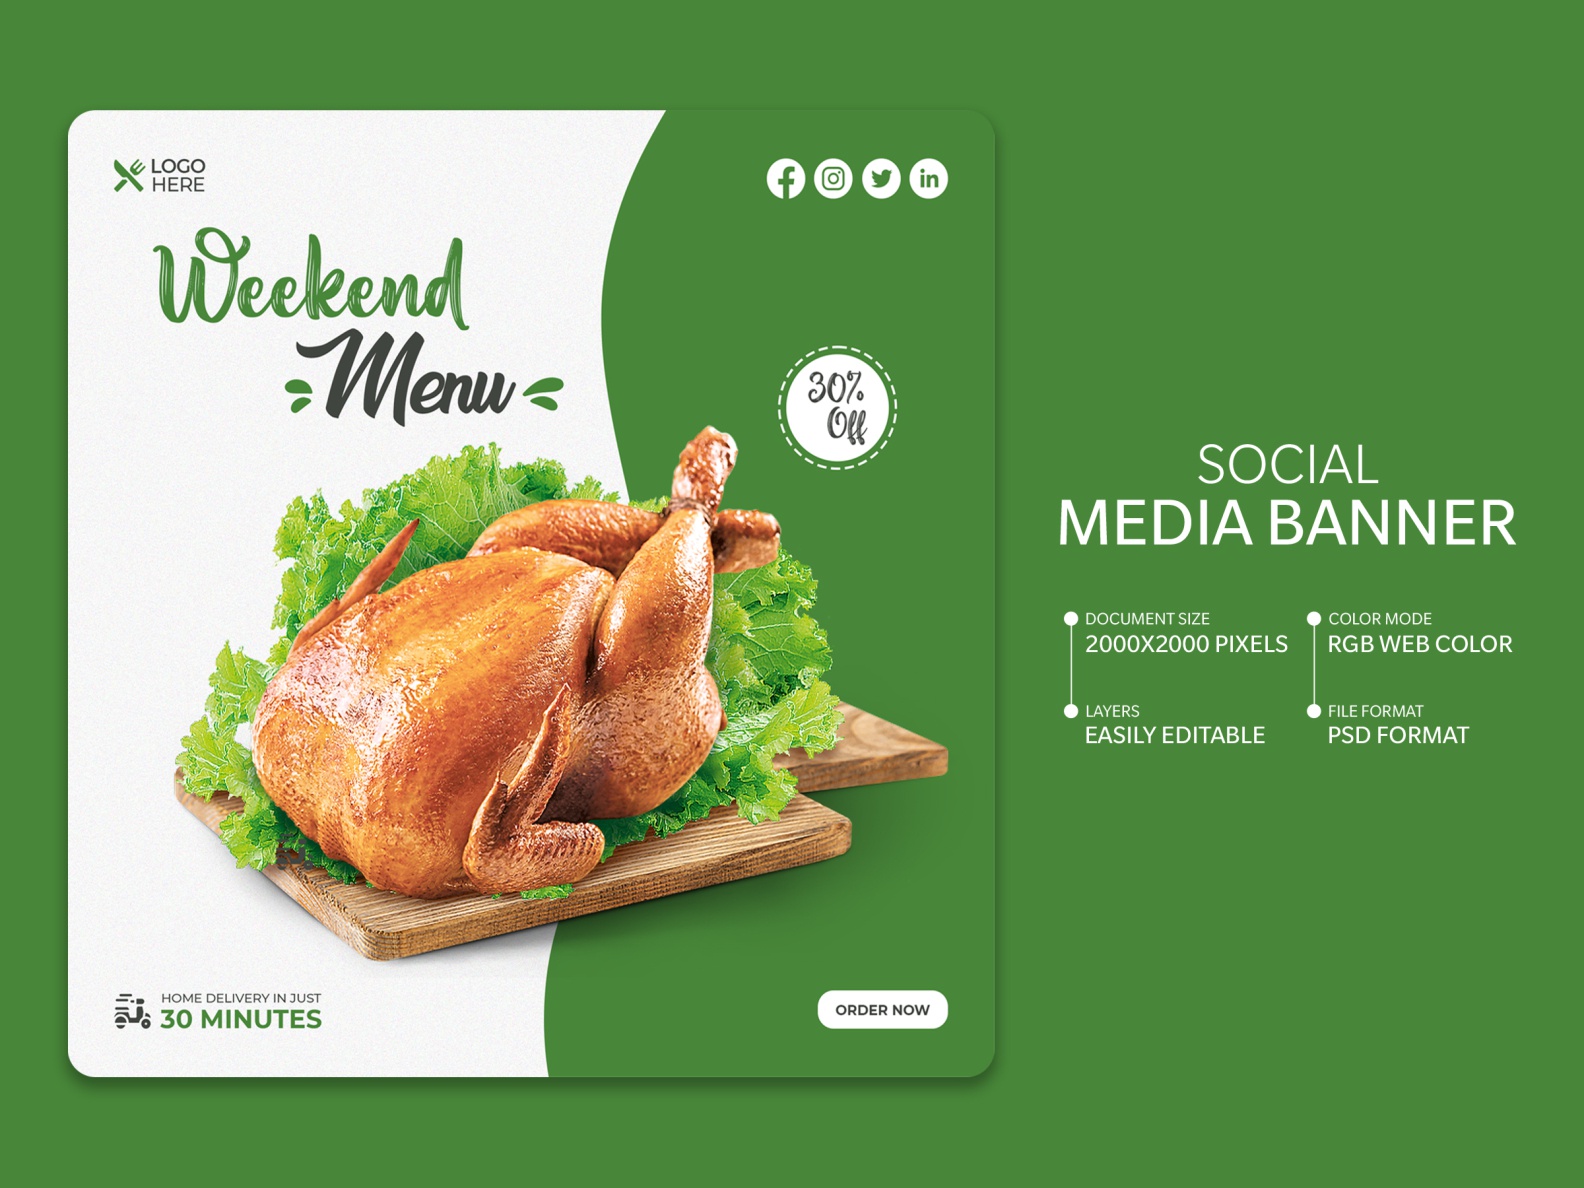 LOGO
HERE
Weekend
Menu
30%
Off
HOME DELIVERY IN JUST
30 MINUTES
ORDER NOW
SOCIAL
MEDIA BANNER
DOCUMENT SIZE
2000X2000 PIXELS
COLOR MODE
RGB WEB COLOR
LAYERS
EASILY EDITABLE
FILE FORMAT
PSD FORMAT